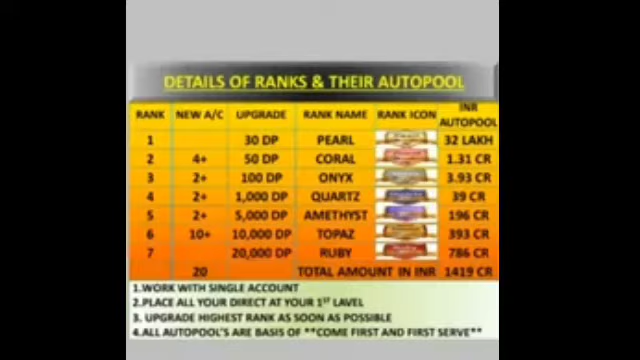 DETAILS OF RANKS & THEIR AUTOPOOL
RANK NEW A/C UPGRADE RANK NAME RANK ICON INR AUTOPOOL
1 30 DP PEARL 32 LAKH
2 4+ 50 DP CORAL 1.31 CR
3 2+ 100 DP ONYX 3.93 CR
4 2+ 1,000 DP QUARTZ 39 CR
5 2+ 5,000 DP AMETHYST 196 CR
6 10+ 10,000 DP TOPAZ 393 CR
7 20,000 DP RUBY 786 CR
20 TOTAL AMOUNT IN INR 1419 CR
1.WORK WITH SINGLE ACCOUNT
2.PLACE ALL YOUR DIRECT AT YOUR 1ST LAVEL
3. UPGRADE HIGHEST RANK AS SOON AS POSSIBLE
4.ALL AUTOPOOL'S ARE BASIS OF **COME FIRST AND FIRST SERVE**